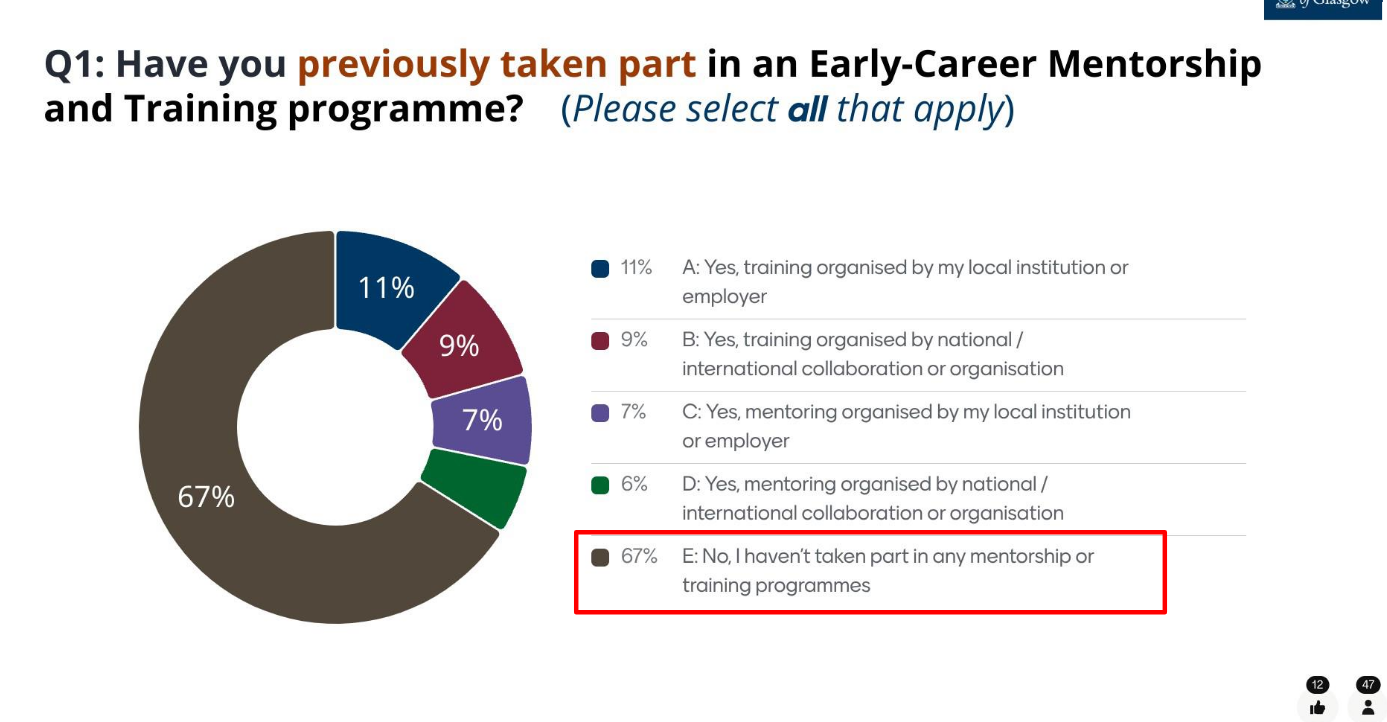 of Glasgow
Q1: Have you previously taken part in an Early-Career Mentorship
and Training programme? (Please select all that apply)
11%
9%
7%
67%
11% A: Yes, training organised by my local institution or
employer
9% B: Yes, training organised by national /
international collaboration or organisation
7% C: Yes, mentoring organised by my local institution
or employer
6% D: Yes, mentoring organised by national /
international collaboration or organisation
67% E: No, I haven't taken part in any mentorship or
training programmes
12 47